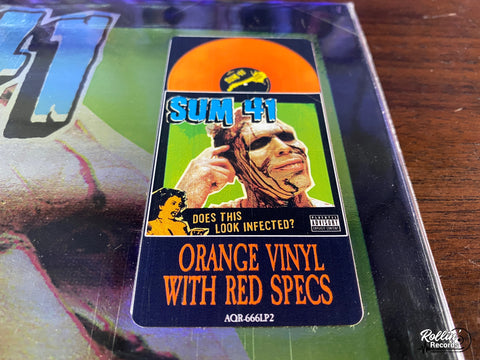 41
SUM 41
DOES THIS
LOOK INFECTED?
PARENTAL
ADVISORY
EXPLICIT CONTENT
ORANGE VINYL
WITH RED SPECS
AQR-666LP2
Rollin'
Records